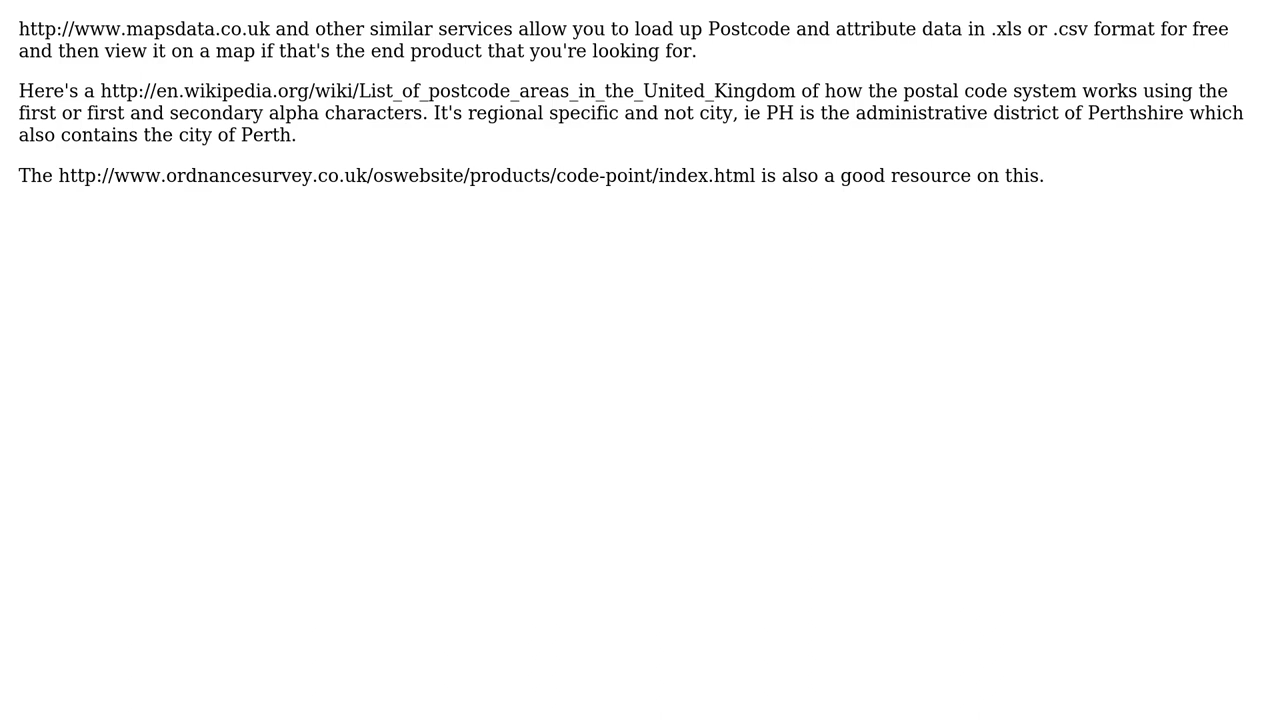 http://www.mapsdata.co.uk and other similar services allow you to load up Postcode and attribute data in .xls or .csv format for free
and then view it on a map if that's the end product that you're looking for.
Here's a http://en.wikipedia.org/wiki/List_of_postcode_areas_in_the_United_Kingdom of how the postal code system works using the
first or first and secondary alpha characters. It's regional specific and not city, ie PH is the administrative district of Perthshire which
also contains the city of Perth.
The http://www.ordnancesurvey.co.uk/oswebsite/products/code-point/index.html is also a good resource on this.